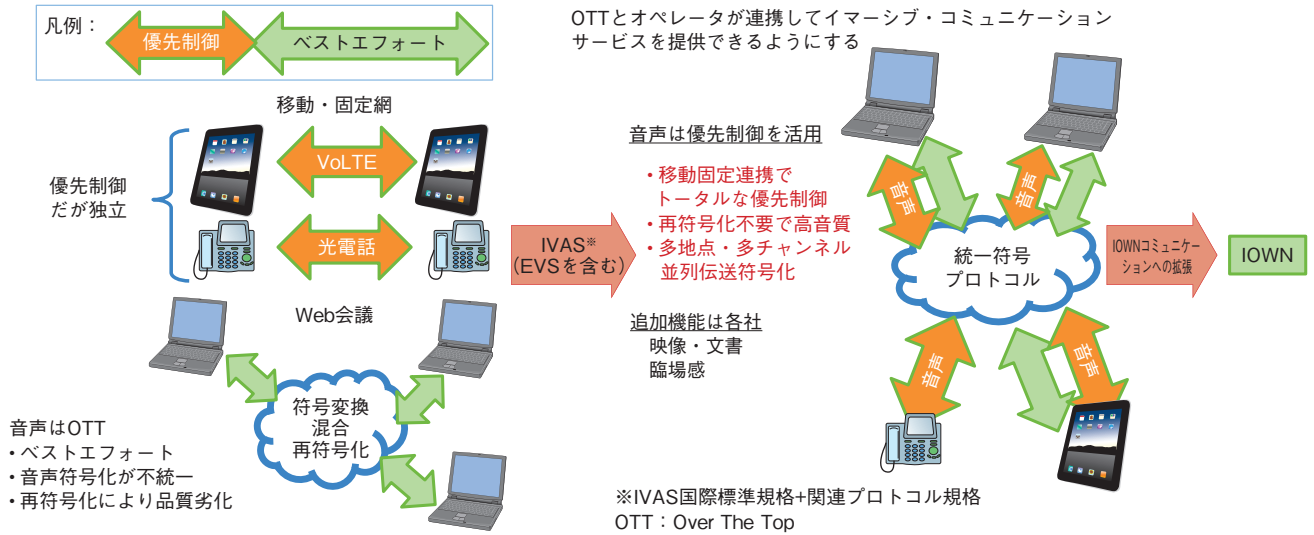 凡例：
優先制御
ベストエフォート
移動・固定網
優先制御
だが独立
VoLTE
光電話
Web会議
符号変換
混合
再符号化
音声はOTT
・ベストエフォート
・音声符号化が不統一
・再符号化により品質劣化
IVAS※
(EVSを含む)
OTTとオペレータが連携してイマーシブ・コミュニケーション
サービスを提供できるようにする
音声は優先制御を活用
・移動固定連携で
トータルな優先制御
・再符号化不要で高音質
・多地点・多チャンネル
並列伝送符号化
追加機能は各社
映像・文書
臨場感
音声
音声
統一符号
プロトコル
音声
音声
IOWNコミュニケー
ションへの拡張
IOWN
※IVAS国際標準規格+関連プロトコル規格
OTT：Over The Top